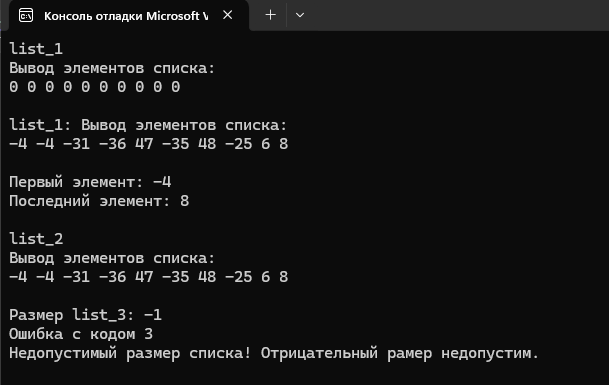 Консоль отладки Microsoft V
list_1
Вывод элементов списка:
0 0 0 0 0 0 0 0 0 0
list_1: Вывод элементов списка:
-4 -4 -31 -36 47 -35 48 -25 6 8
Первый элемент: -4
Последний элемент: 8
list_2
Вывод элементов списка:
-4 -4 -31 -36 47 -35 48 -25 6 8
Размер list_3: -1
Ошибка с кодом 3
Недопустимый размер списка! Отрицательный рамер недопустим.